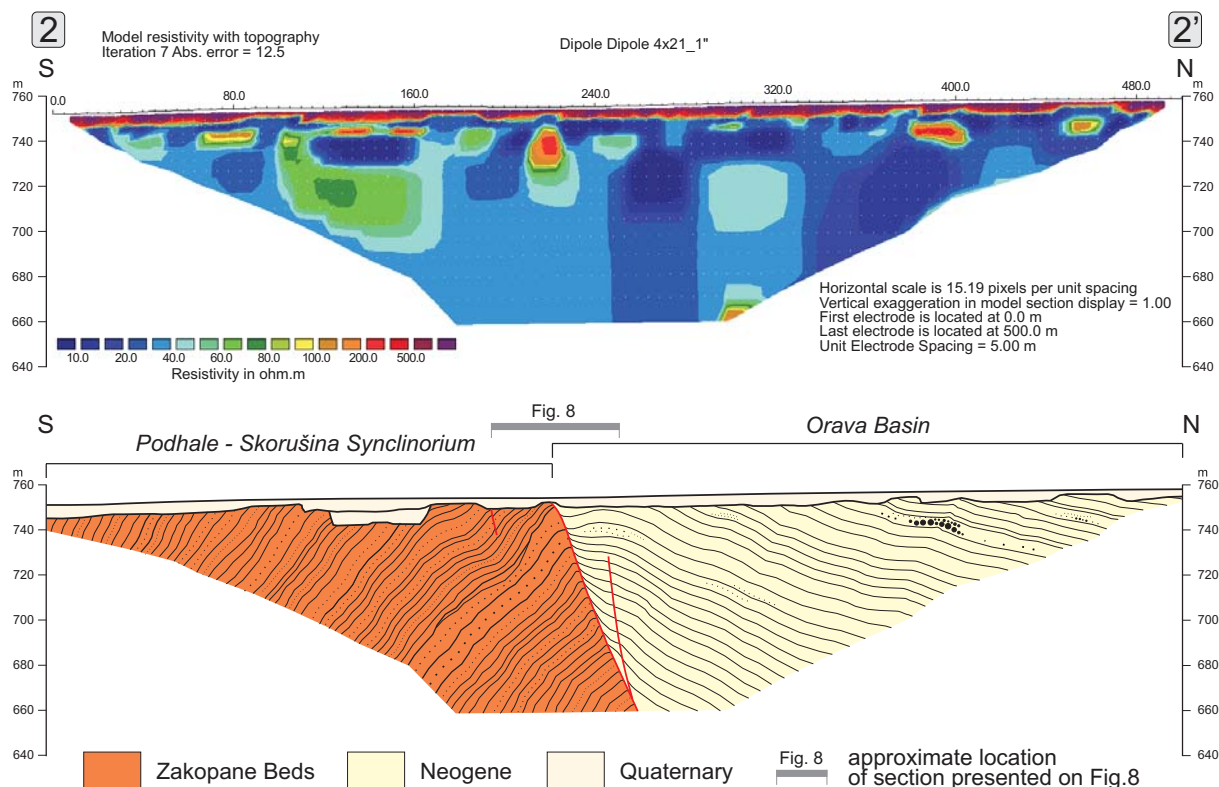 2
2'
Model resistivity with topography
Iteration 7 Abs. error = 12.5
Dipole Dipole 4x21_1"
S
N
m
m
0.0
80.0
160.0
240.0
320.0
400.0
480.0
760
740
720
700
680
660
640
760
740
720
700
680
660
640
Horizontal scale is 15.19 pixels per unit spacing
Vertical exaggeration in model section display = 1.00
First electrode is located at 0.0 m
Last electrode is located at 500.0 m
Unit Electrode Spacing = 5.00 m
10.0 20.0 40.0 60.0 80.0 100.0 200.0 500.0
Resistivity in ohm.m
S
Fig. 8
N
Podhale - Skorušina Synclinorium
Orava Basin
m
m
760
740
720
700
680
660
640
760
740
720
700
680
660
640
Zakopane Beds
Neogene
Quaternary
Fig. 8
approximate location
of section presented on Fig.8